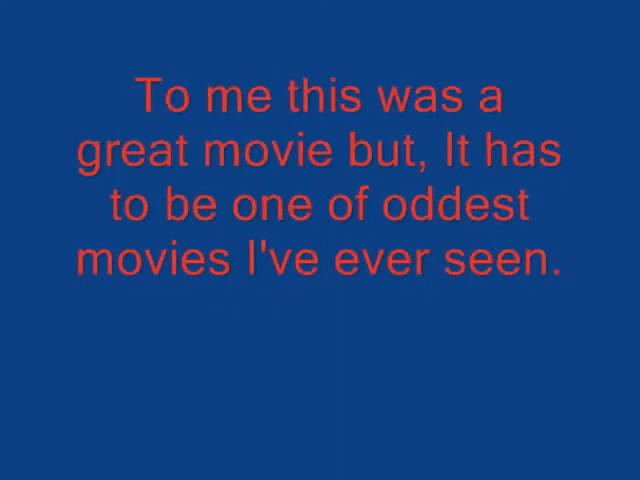 To me this was a
great movie but, It has
to be one of oddest
movies I've ever seen.